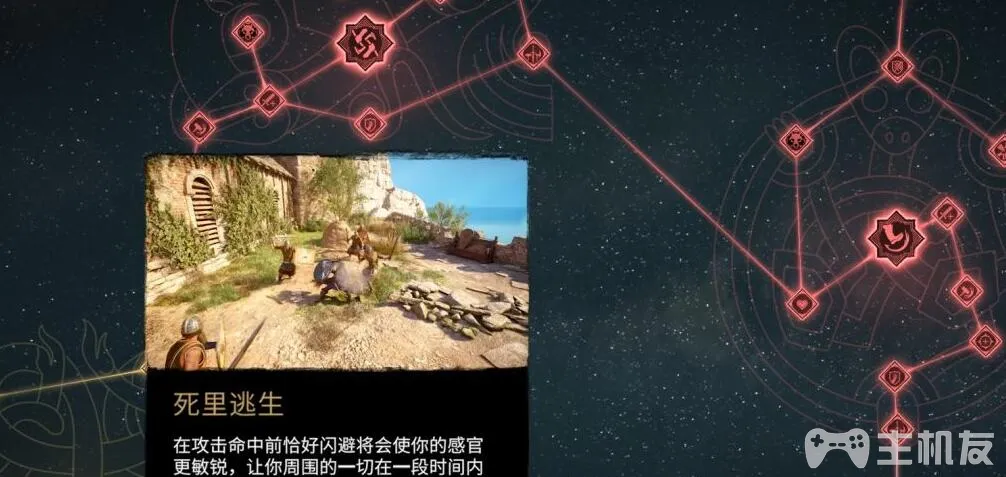 死里逃生
在攻击命中前恰好闪避将会使你的感官
更敏锐，让你周围的一切在一段时间内
主机友